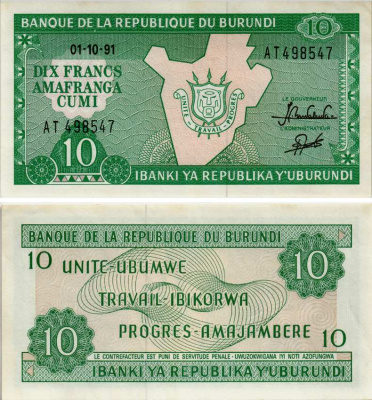 BANQUE DE LA REPUBLIQUE DU BURUNDI 10
01-10-91 AT498547
DIX FRANCS
AMAFRANGA
CUMI
UNITE TRAVAIL PROGRES
LE GOUVERNEUR
AT 498547
L'ADMINISTRATEUR
10
IBANKI YA REPUBLIKA Y'UBURUNDI
BANQUE DE LA REPUBLIQUE DU BURUNDI
10 UNITE-UBUMWE 10
TRAVAIL-IBIKORWA
10 PROGRES-AMAJAMBERE 10
LE CONTREFACTEUR EST PUNI DE SERVITUDE PENALE-UWUZOKWIGANA IYI NOTI AZOFUNGWA
IBANKI YA REPUBLIKA Y'UBURUNDI